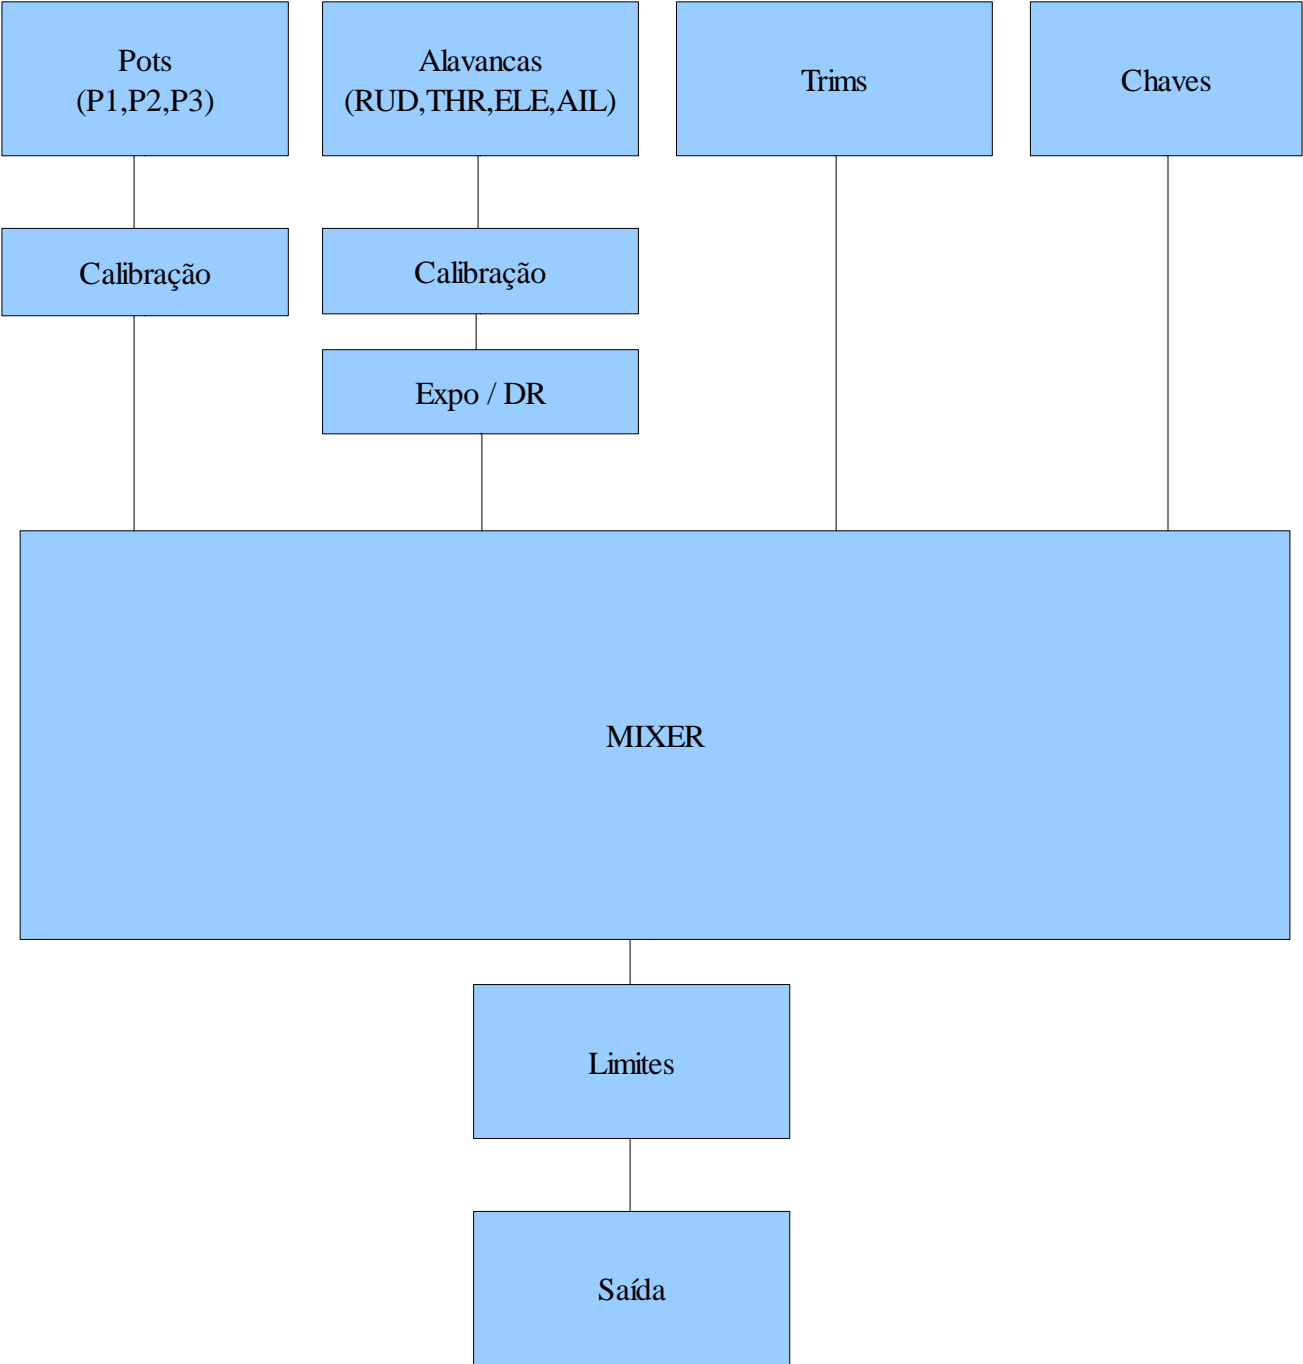 Pots
(P1,P2,P3)
Alavancas
(RUD,THR,ELE,AIL)
Trims
Chaves
Calibração
Calibração
Expo / DR
MIXER
Limites
Saída